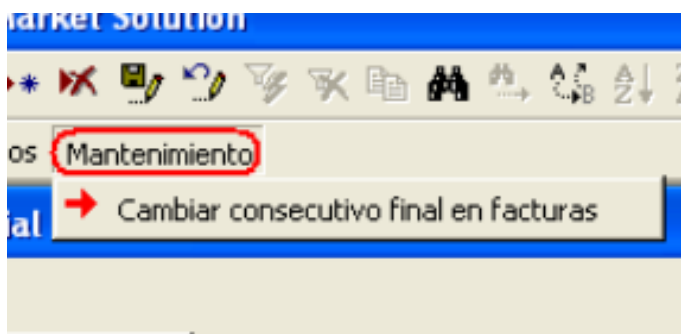 Market Solution
os Mantenimiento
ial
Cambiar consecutivo final en facturas